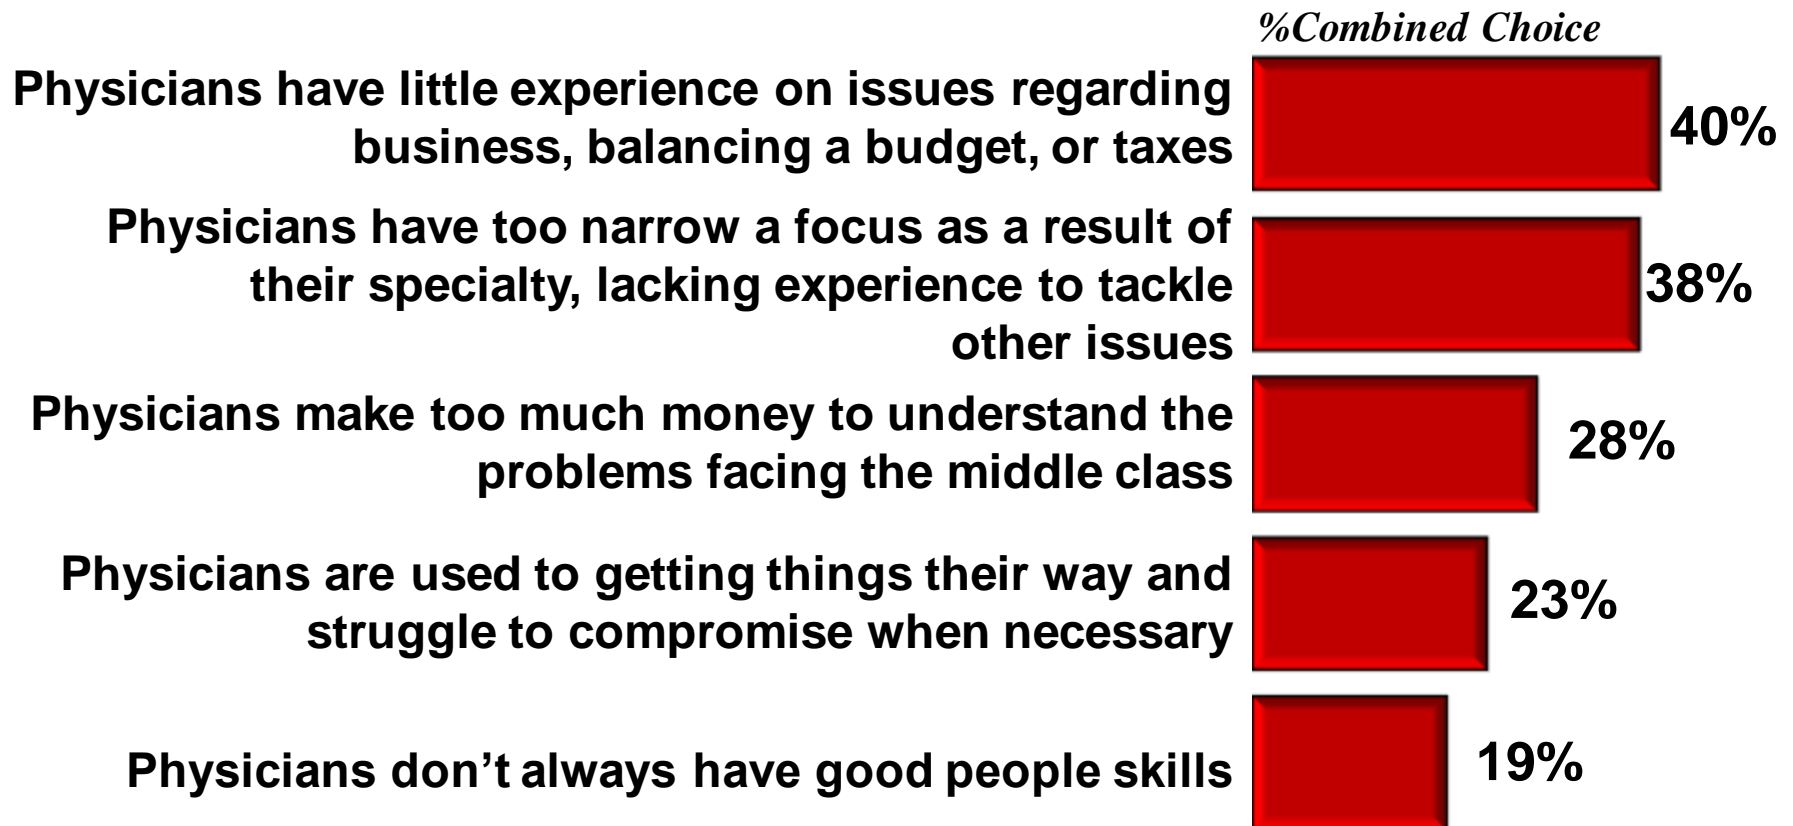 %Combined Choice
Physicians have little experience on issues regarding
business, balancing a budget, or taxes
40%
Physicians have too narrow a focus as a result of
their specialty, lacking experience to tackle
other issues
38%
Physicians make too much money to understand the
problems facing the middle class
28%
Physicians are used to getting things their way and
struggle to compromise when necessary
23%
Physicians don’t always have good people skills
19%